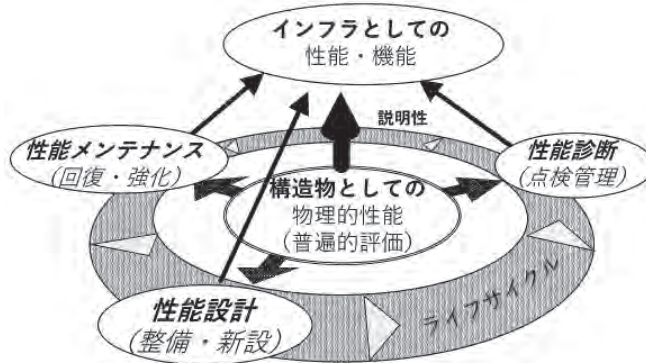 インフラとしての
性能・機能
説明性
性能メンテナンス
(回復・強化)
性能診断
(点検管理)
構造物としての
物理的性能
(普遍的評価)
性能設計
(整備・新設)
ライフサイクル